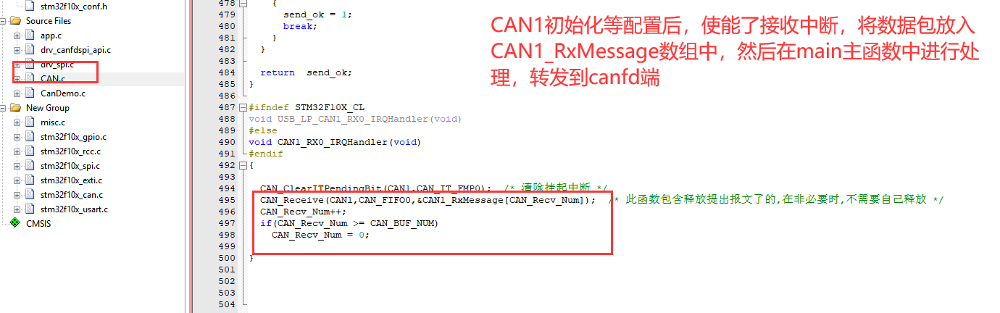 stm32f10x_conf.h
Source Files
app.c
drv_canfdspi_api.c
drv_spi.c
CAN.c
CanDemo.c
New Group
misc.c
stm32f10x_gpio.c
stm32f10x_rcc.c
stm32f10x_spi.c
stm32f10x_exti.c
stm32f10x_can.c
stm32f10x_usart.c
CMSIS
478 {
479 send_ok = 1;
480 break;
481 }
482 }
483
484 return send_ok;
485 }
486
487 #ifndef STM32F10X_CL
488 void USB_LP_CAN1_RX0_IRQHandler(void)
489 #else
490 void CAN1_RX0_IRQHandler(void)
491 #endif
492 {
493
494 CAN_ClearITPendingBit(CAN1,CAN_IT_FMP0); /* 清除挂起中断 */
495 CAN_Receive(CAN1,CAN_FIFO0,&CAN1_RxMessage[CAN_Recv_Num]); /* 此函数包含释放提出报文了的,在非必要时,不需要自己释放 */
496 CAN_Recv_Num++;
497 if(CAN_Recv_Num >= CAN_BUF_NUM)
498 CAN_Recv_Num = 0;
499
500 }
501
502
503
504
CAN1初始化等配置后，使能了接收中断，将数据包放入
CAN1_RxMessage数组中，然后在main主函数中进行处
理，转发到canfd端